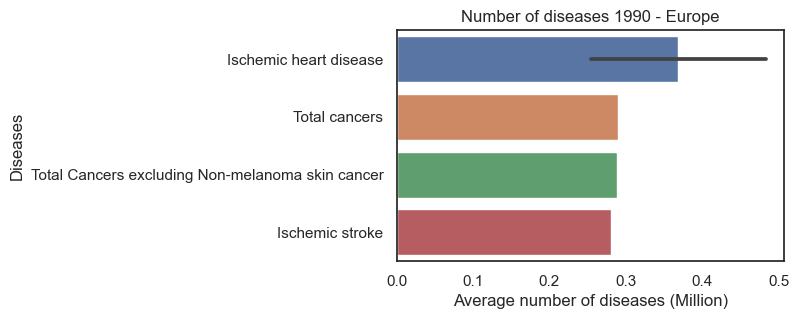 Number of diseases 1990 - Europe
Diseases
Ischemic heart disease
Total cancers
Total Cancers excluding Non-melanoma skin cancer
Ischemic stroke
0.0 0.1 0.2 0.3 0.4 0.5
Average number of diseases (Million)